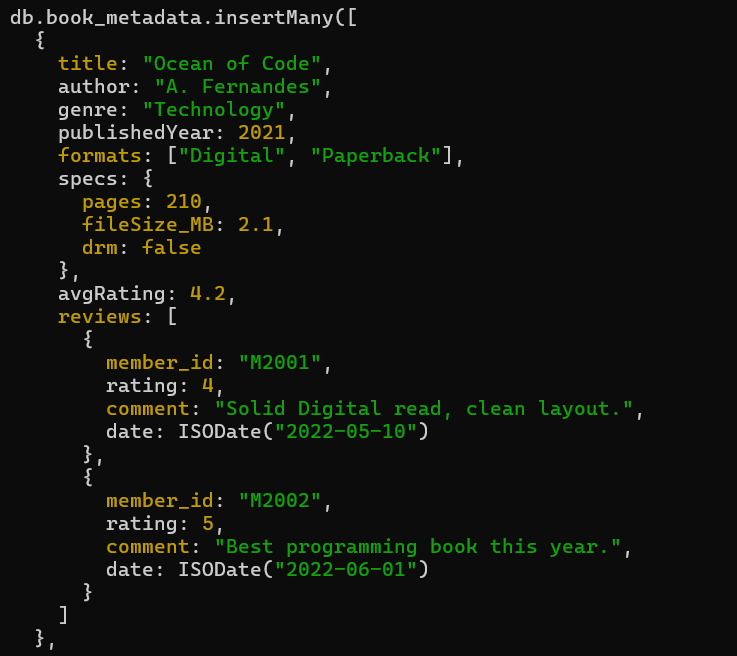 db.book_metadata.insertMany([
  {
    title: "Ocean of Code",
    author: "A. Fernandes",
    genre: "Technology",
    publishedYear: 2021,
    formats: ["Digital", "Paperback"],
    specs: {
      pages: 210,
      fileSize_MB: 2.1,
      drm: false
    },
    avgRating: 4.2,
    reviews: [
      {
        member_id: "M2001",
        rating: 4,
        comment: "Solid Digital read, clean layout.",
        date: ISODate("2022-05-10")
      },
      {
        member_id: "M2002",
        rating: 5,
        comment: "Best programming book this year.",
        date: ISODate("2022-06-01")
      }
    ]
  },